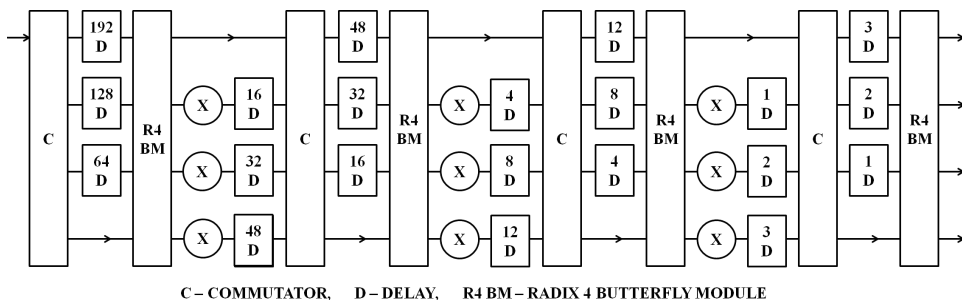 192 D
48 D
12 D
3 D
128 D
X
16 D
32 D
X
4 D
8 D
X
1 D
2 D
C
R4 BM
C
R4 BM
C
R4 BM
C
R4 BM
64 D
X
32 D
16 D
X
8 D
4 D
X
2 D
1 D
X
48 D
X
12 D
X
3 D
C – COMMUTATOR, D – DELAY, R4 BM – RADIX 4 BUTTERFLY MODULE